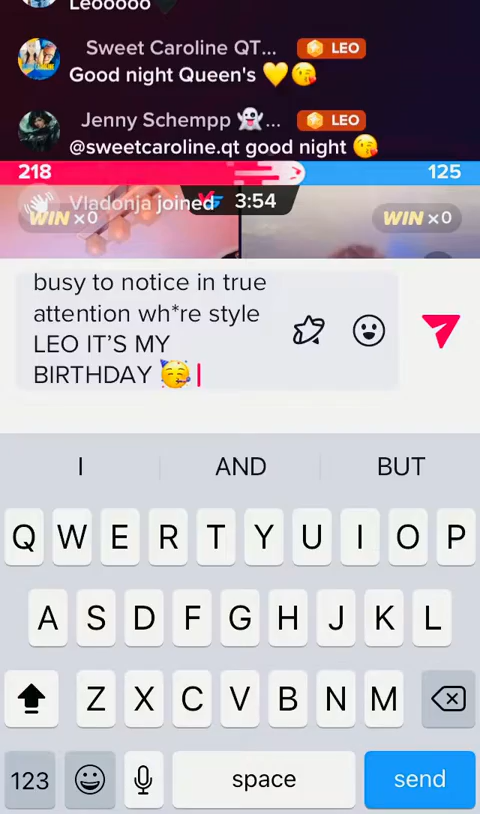 Leooooo
Sweet Caroline QT... LEO
Good night Queen's 💛😘
Jenny Schempp 👻... LEO
@sweetcaroline.qt good night 😘
218 125
👋 Vladonja joined 3:54
WIN x0 WIN x0
busy to notice in true
attention wh*re style
LEO IT'S MY
BIRTHDAY 🥳
I AND BUT
Q W E R T Y U I O P
A S D F G H J K L
Z X C V B N M
123 space send